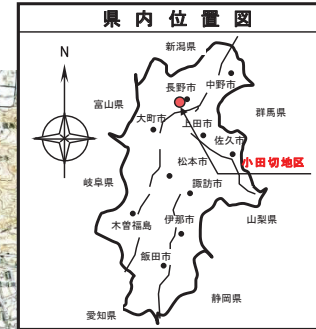 県内位置図
N
新潟県
長野市
中野市
富山県
群馬県
大町市
上田市
佐久市
小田切地区
松本市
岐阜県
諏訪市
木曽福島
伊那市
山梨県
飯田市
静岡県
愛知県